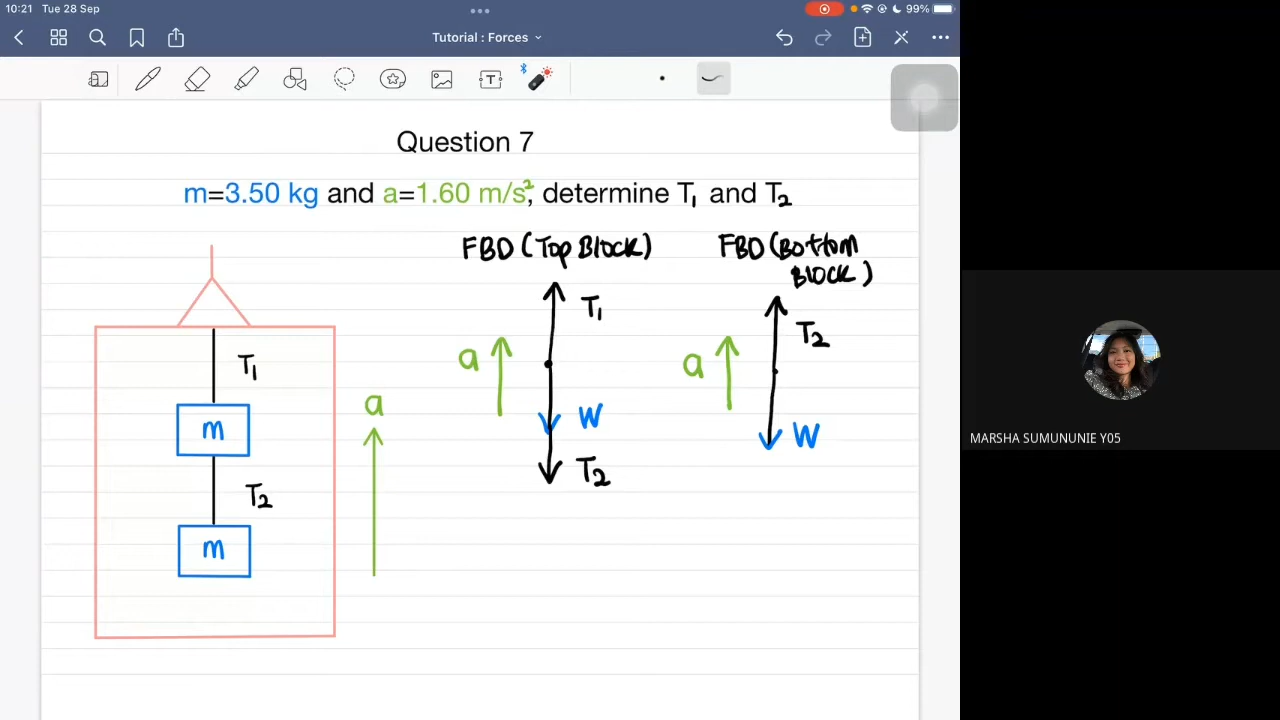 10:21 Tue 28 Sep
99%
Tutorial : Forces
T
Question 7
m=3.50 kg and a=1.60 m/s², determine T₁ and T₂
FBD (Top Block)
FBD (Bottom
Block)
T₁
T₂
a
a
W
W
T₂
T₁
a
m
T₂
m
MARSHA SUMUNUNIE Y05